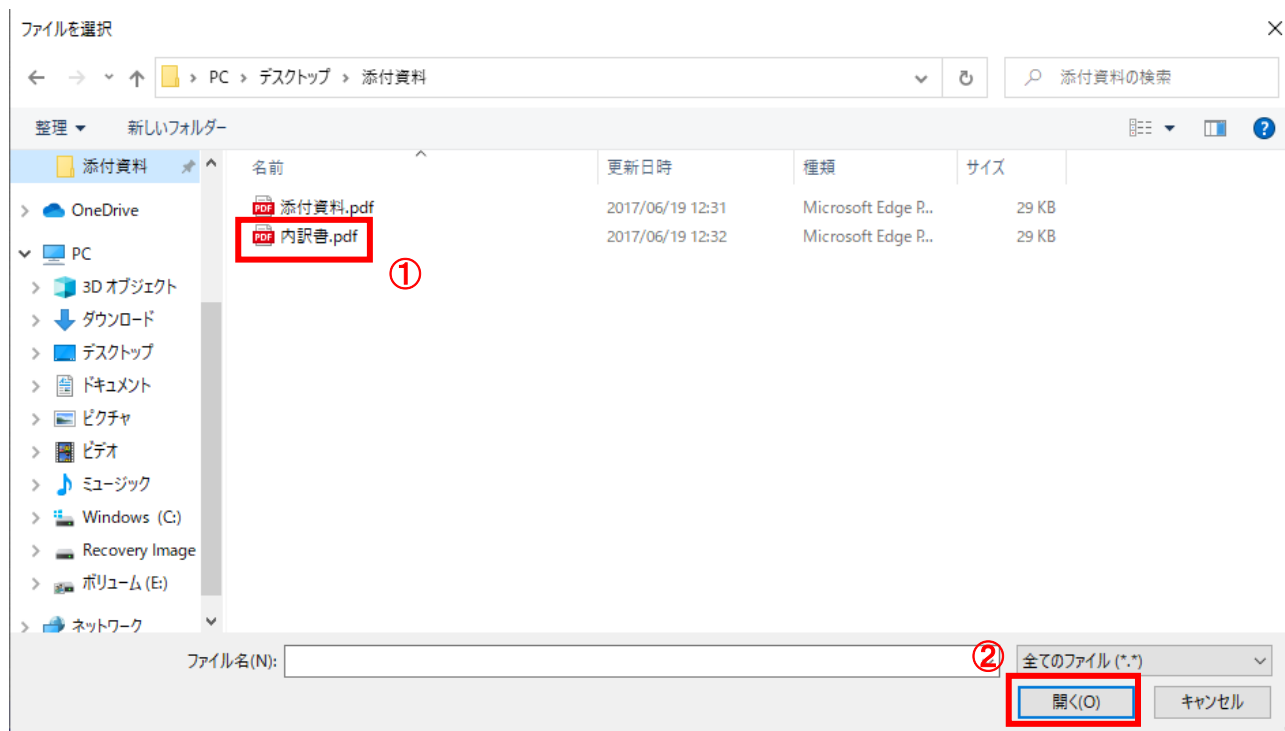 ファイルを選択
PC › デスクトップ › 添付資料
添付資料の検索
整理
新しいフォルダー
添付資料
OneDrive
PC
3D オブジェクト
ダウンロード
デスクトップ
ドキュメント
ピクチャ
ビデオ
ミュージック
Windows (C:)
Recovery Image
ボリューム (E:)
ネットワーク
名前 更新日時 種類 サイズ
PDF 添付資料.pdf 2017/06/19 12:31 Microsoft Edge P... 29 KB
PDF 内訳書.pdf 2017/06/19 12:32 Microsoft Edge P... 29 KB
①
ファイル名(N):
②
全てのファイル (*.*)
開く(O)
キャンセル